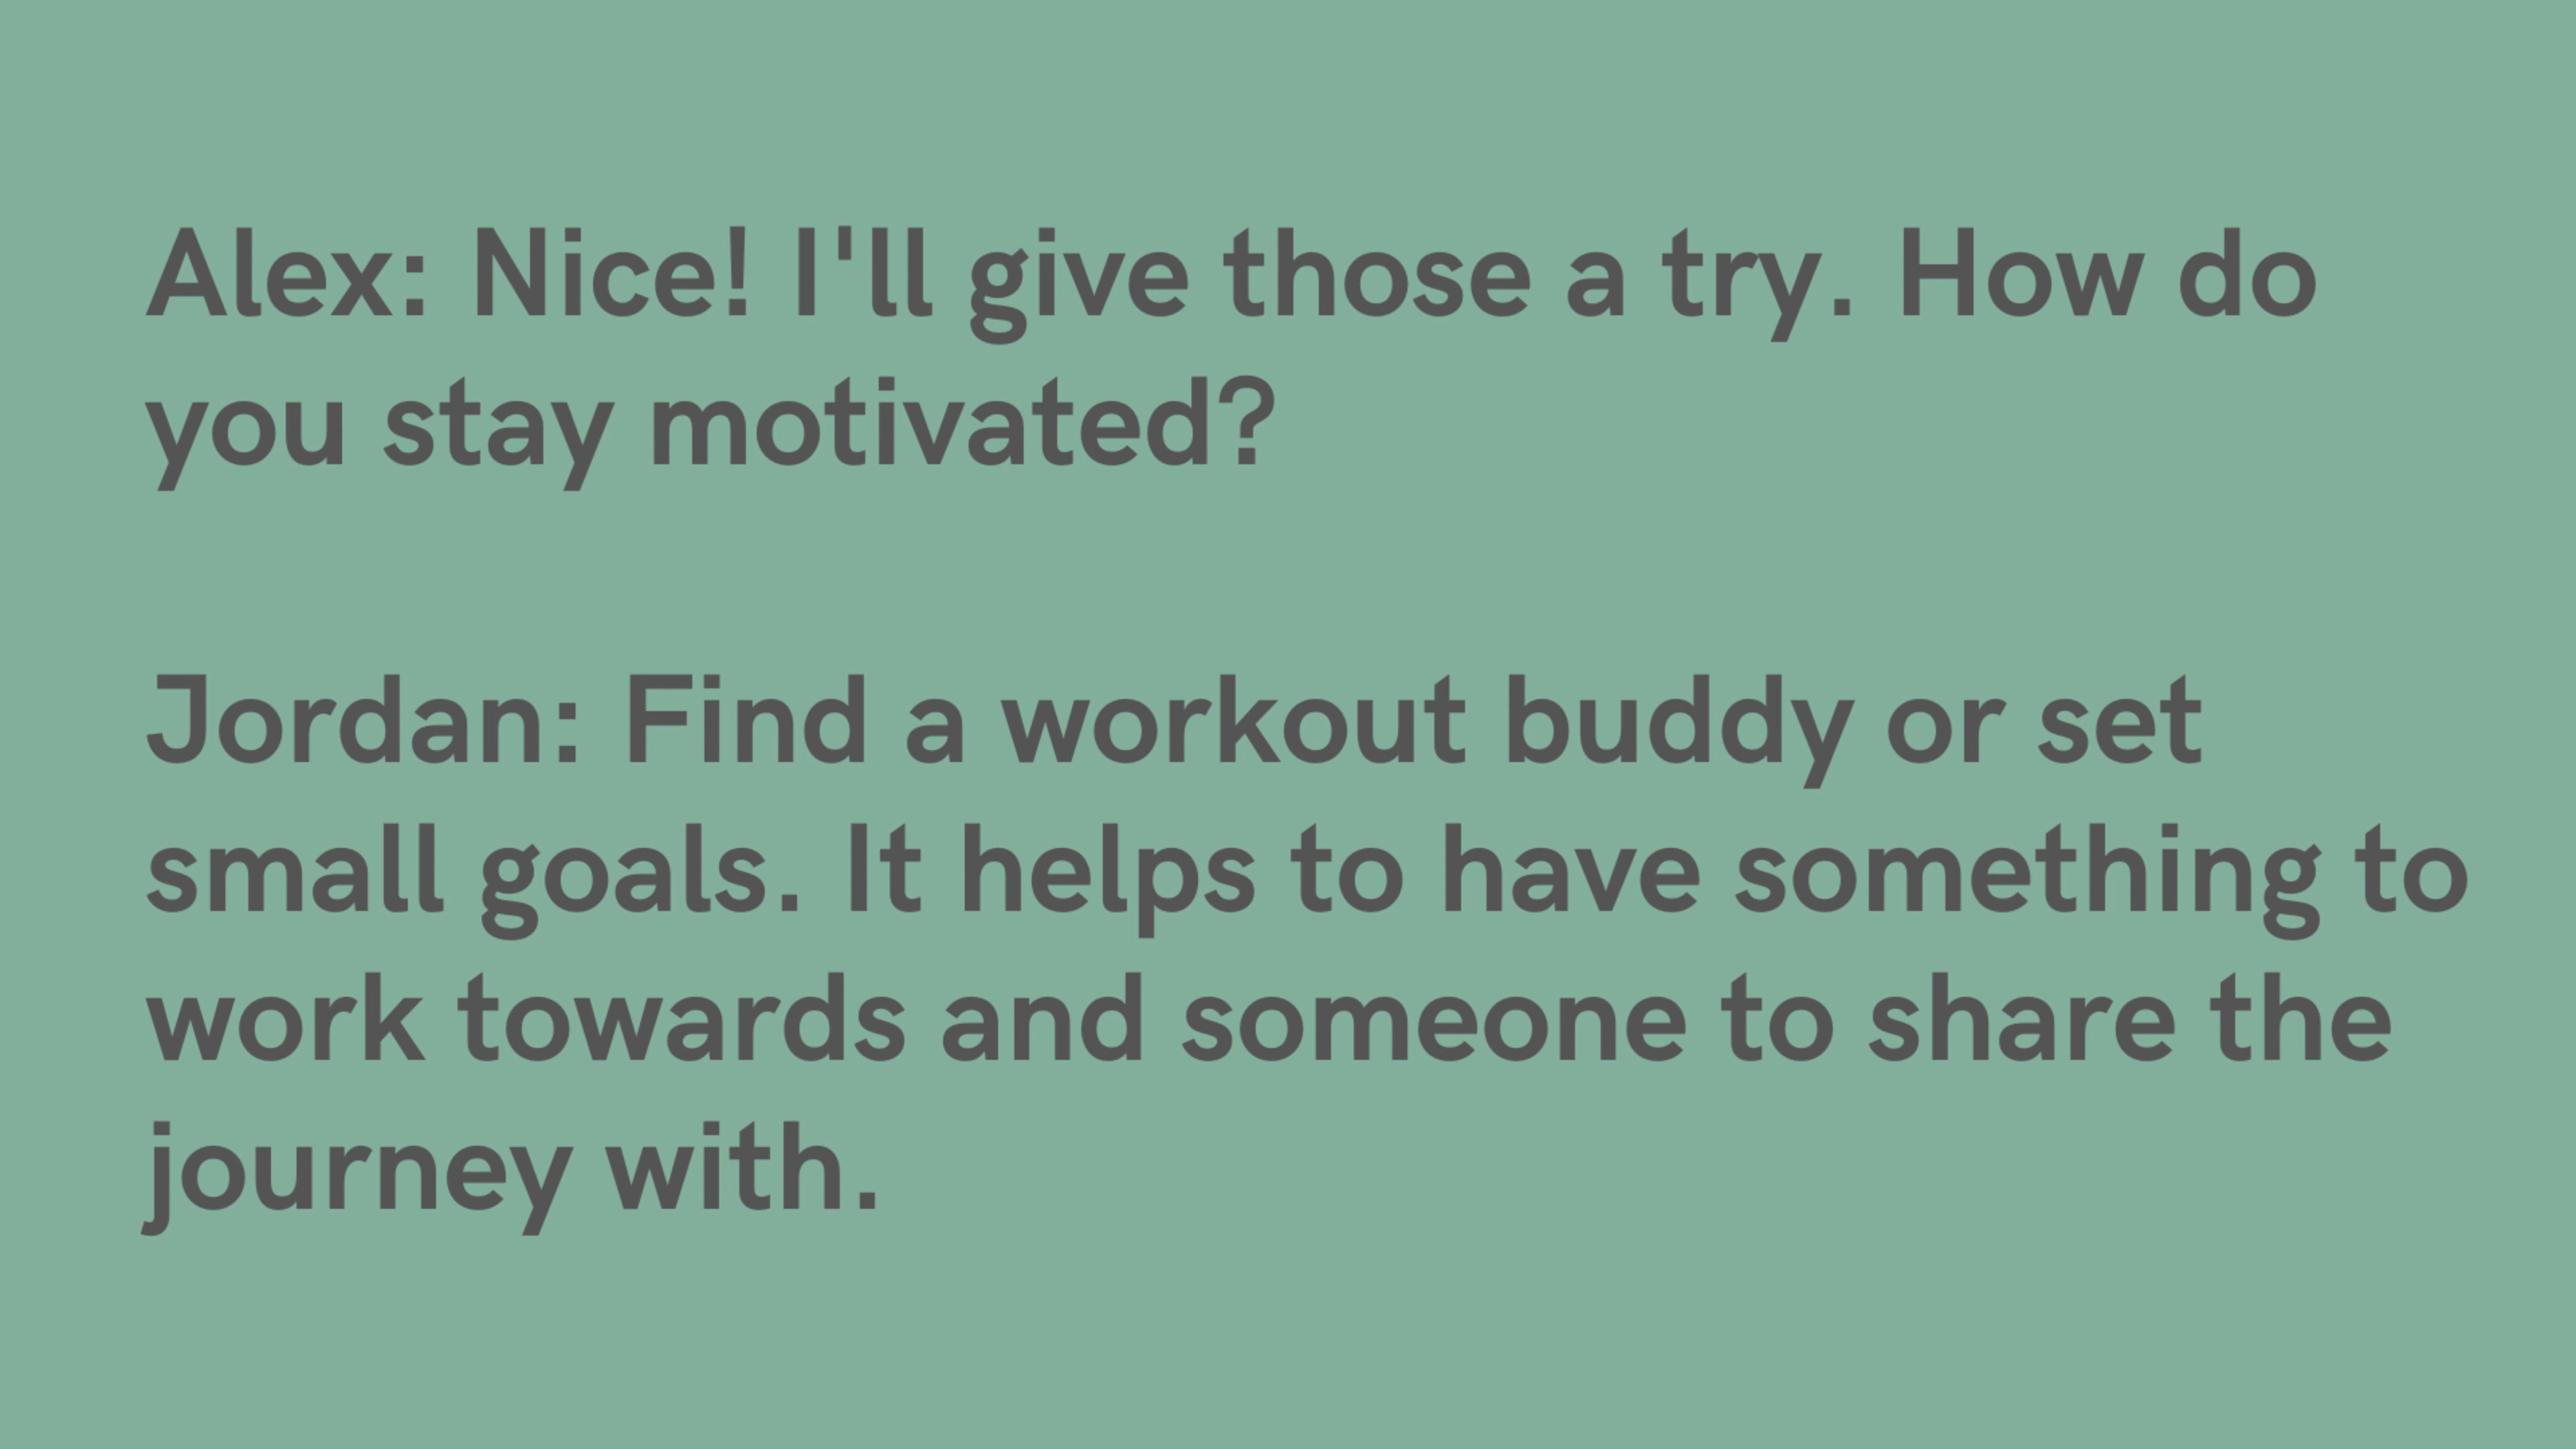 Alex: Nice! I'll give those a try. How do
you stay motivated?
Jordan: Find a workout buddy or set
small goals. It helps to have something to
work towards and someone to share the
journey with.